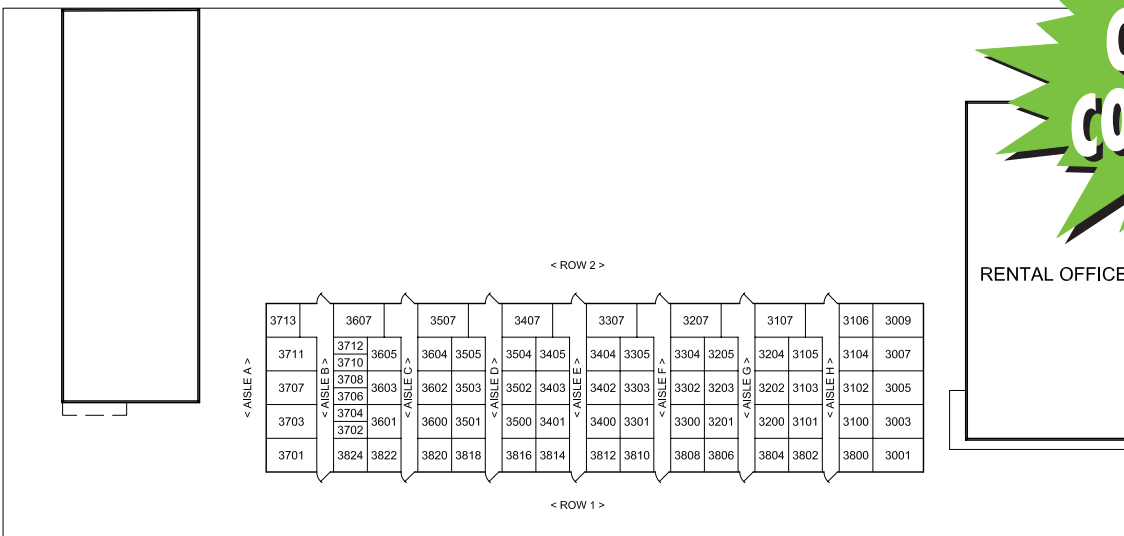 < ROW 2 >
RENTAL OFFICE
3713 3607 3507 3407 3307 3207 3107 3106 3009
3711 3712 3605 3604 3505 3504 3405 3404 3305 3304 3205 3204 3105 3104 3007
3710
3707 3708 3603 3602 3503 3502 3403 3402 3303 3302 3203 3202 3103 3102 3005
3706
3703 3704 3601 3600 3501 3500 3401 3400 3301 3300 3201 3200 3101 3100 3003
3702
3701 3824 3822 3820 3818 3816 3814 3812 3810 3808 3806 3804 3802 3800 3001
< AISLE A >
< AISLE B >
< AISLE C >
< AISLE D >
< AISLE E >
< AISLE F >
< AISLE G >
< AISLE H >
< ROW 1 >